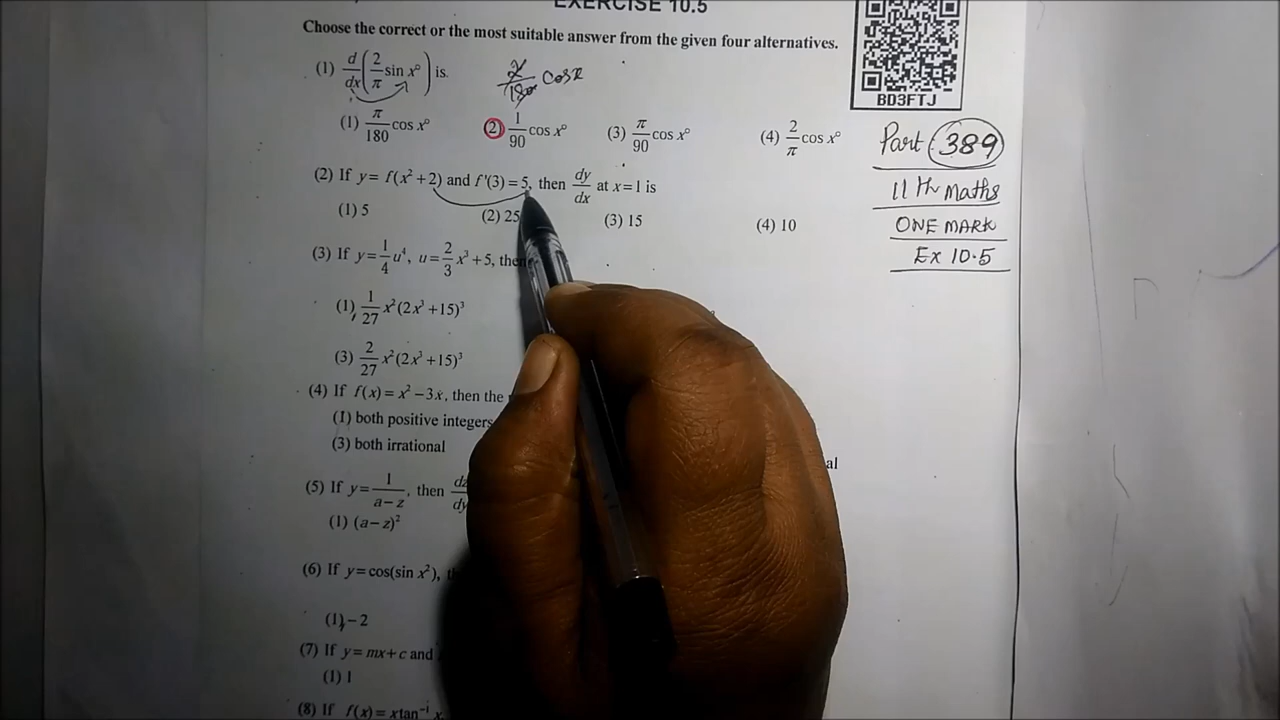 EXERCISE 10.5
Choose the correct or the most suitable answer from the given four alternatives.
BD3FTJ
(1) d/dx (2/π sin x°) is. 2/180 cos x
(1) π/180 cos x° (2) 1/90 cos x° (3) π/90 cos x° (4) 2/π cos x°
Part 389
11th maths
ONE MARK
Ex 10.5
(2) If y = f(x² + 2) and f '(3) = 5, then dy/dx at x = 1 is
(1) 5 (2) 25 (3) 15 (4) 10
(3) If y = 1/4 u⁴, u = 2/3 x³ + 5, then
(1) 1/27 x²(2x³ + 15)³
(3) 2/27 x²(2x³ + 15)³
(4) If f(x) = x² − 3x, then the
(1) both positive integers
(3) both irrational
(5) If y = 1/(a − z), then dz/dy
(1) (a − z)²
(6) If y = cos(sin x²),
(1) − 2
(7) If y = mx + c and
(1) 1
(8) If f(x) = x tan⁻¹ x